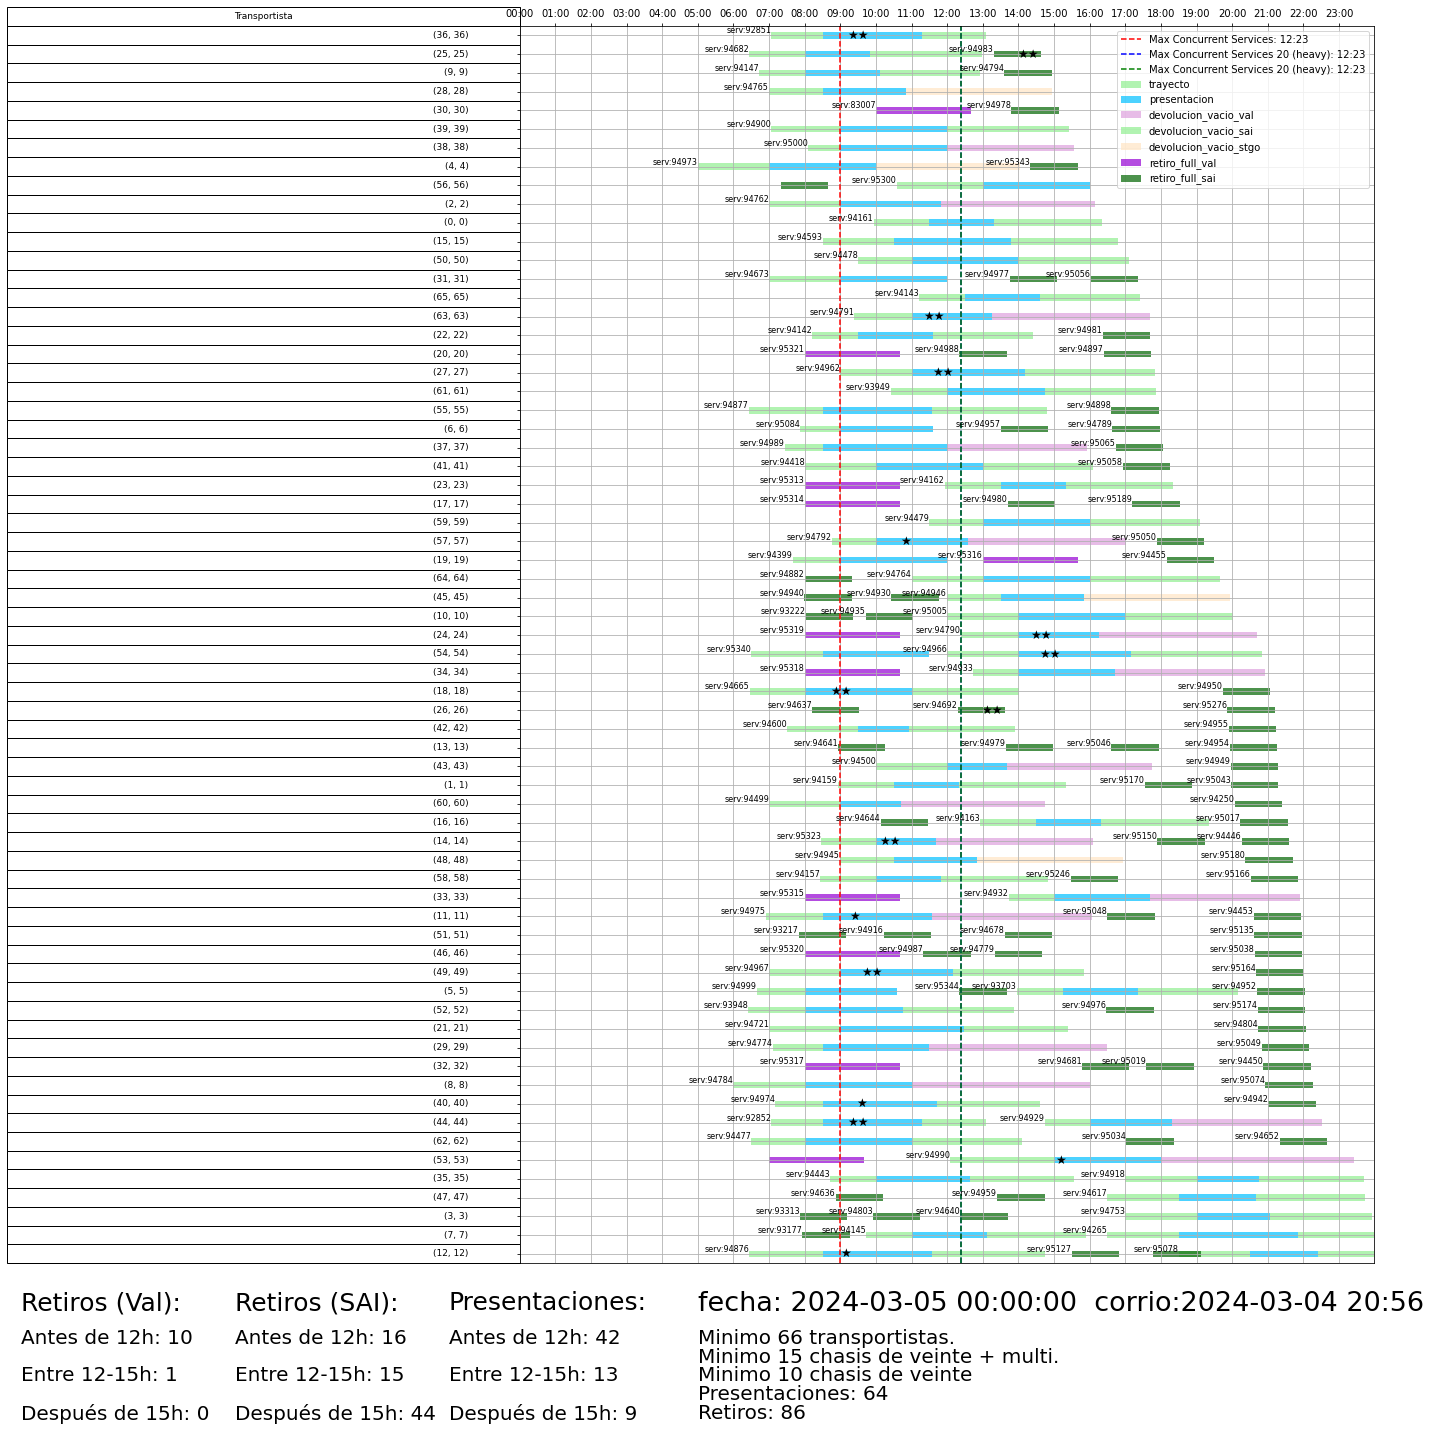 Transportista
00:00 01:00 02:00 03:00 04:00 05:00 06:00 07:00 08:00 09:00 10:00 11:00 12:00 13:00 14:00 15:00 16:00 17:00 18:00 19:00 20:00 21:00 22:00 23:00
Max Concurrent Services: 12:23
Max Concurrent Services 20 (heavy): 12:23
Max Concurrent Services 20 (heavy): 12:23
trayecto
presentacion
devolucion_vacio_val
devolucion_vacio_sai
devolucion_vacio_stgo
retiro_full_val
retiro_full_sai
(36, 36) serv:92851
(25, 25) serv:94682 serv:94983
(9, 9) serv:94147 serv:94794
(28, 28) serv:94765
(30, 30) serv:83007 serv:94978
(39, 39) serv:94900
(38, 38) serv:95000
(4, 4) serv:94973 serv:95343
(56, 56) serv:95300
(2, 2) serv:94762
(0, 0) serv:94161
(15, 15) serv:94593
(50, 50) serv:94478
(31, 31) serv:94673 serv:94977 serv:95056
(65, 65) serv:94143
(63, 63) serv:94791
(22, 22) serv:94142 serv:94981
(20, 20) serv:95321 serv:94988 serv:94897
(27, 27) serv:94962
(61, 61) serv:93949
(55, 55) serv:94877 serv:94898
(6, 6) serv:95084 serv:94957 serv:94789
(37, 37) serv:94989 serv:95065
(41, 41) serv:94418 serv:95058
(23, 23) serv:95313 serv:94162
(17, 17) serv:95314 serv:94980 serv:95189
(59, 59) serv:94479
(57, 57) serv:94792 serv:95050
(19, 19) serv:94399 serv:95316 serv:94455
(64, 64) serv:94882 serv:94764
(45, 45) serv:94940 serv:94930 serv:94946
(10, 10) serv:93222 serv:94935 serv:95005
(24, 24) serv:95319 serv:94790
(54, 54) serv:95340 serv:94966
(34, 34) serv:95318 serv:94933
(18, 18) serv:94665 serv:94950
(26, 26) serv:94637 serv:94692 serv:95276
(42, 42) serv:94600 serv:94955
(13, 13) serv:94641 serv:94979 serv:95046 serv:94954
(43, 43) serv:94500 serv:94949
(1, 1) serv:94159 serv:95170 serv:95043
(60, 60) serv:94499 serv:94250
(16, 16) serv:94644 serv:94163 serv:95017
(14, 14) serv:95323 serv:95150 serv:94446
(48, 48) serv:94945 serv:95180
(58, 58) serv:94157 serv:95246 serv:95166
(33, 33) serv:95315 serv:94932
(11, 11) serv:94975 serv:95048 serv:94453
(51, 51) serv:93217 serv:94916 serv:94678 serv:95135
(46, 46) serv:95320 serv:94987 serv:94779 serv:95038
(49, 49) serv:94967 serv:95164
(5, 5) serv:94999 serv:95344 serv:93703 serv:94952
(52, 52) serv:93948 serv:94976 serv:95174
(21, 21) serv:94721 serv:94804
(29, 29) serv:94774 serv:95049
(32, 32) serv:95317 serv:94681 serv:95019 serv:94450
(8, 8) serv:94784 serv:95074
(40, 40) serv:94974 serv:94942
(44, 44) serv:92852 serv:94929
(62, 62) serv:94477 serv:95034 serv:94652
(53, 53) serv:94990
(35, 35) serv:94443 serv:94918
(47, 47) serv:94636 serv:94959 serv:94617
(3, 3) serv:93313 serv:94803 serv:94640 serv:94753
(7, 7) serv:93177 serv:94145 serv:94265
(12, 12) serv:94876 serv:95127 serv:95078
Retiros (Val):
Antes de 12h: 10
Entre 12-15h: 1
Después de 15h: 0
Retiros (SAI):
Antes de 12h: 16
Entre 12-15h: 15
Después de 15h: 44
Presentaciones:
Antes de 12h: 42
Entre 12-15h: 13
Después de 15h: 9
fecha: 2024-03-05 00:00:00 corrio:2024-03-04 20:56
Minimo 66 transportistas.
Minimo 15 chasis de veinte + multi.
Minimo 10 chasis de veinte
Presentaciones: 64
Retiros: 86